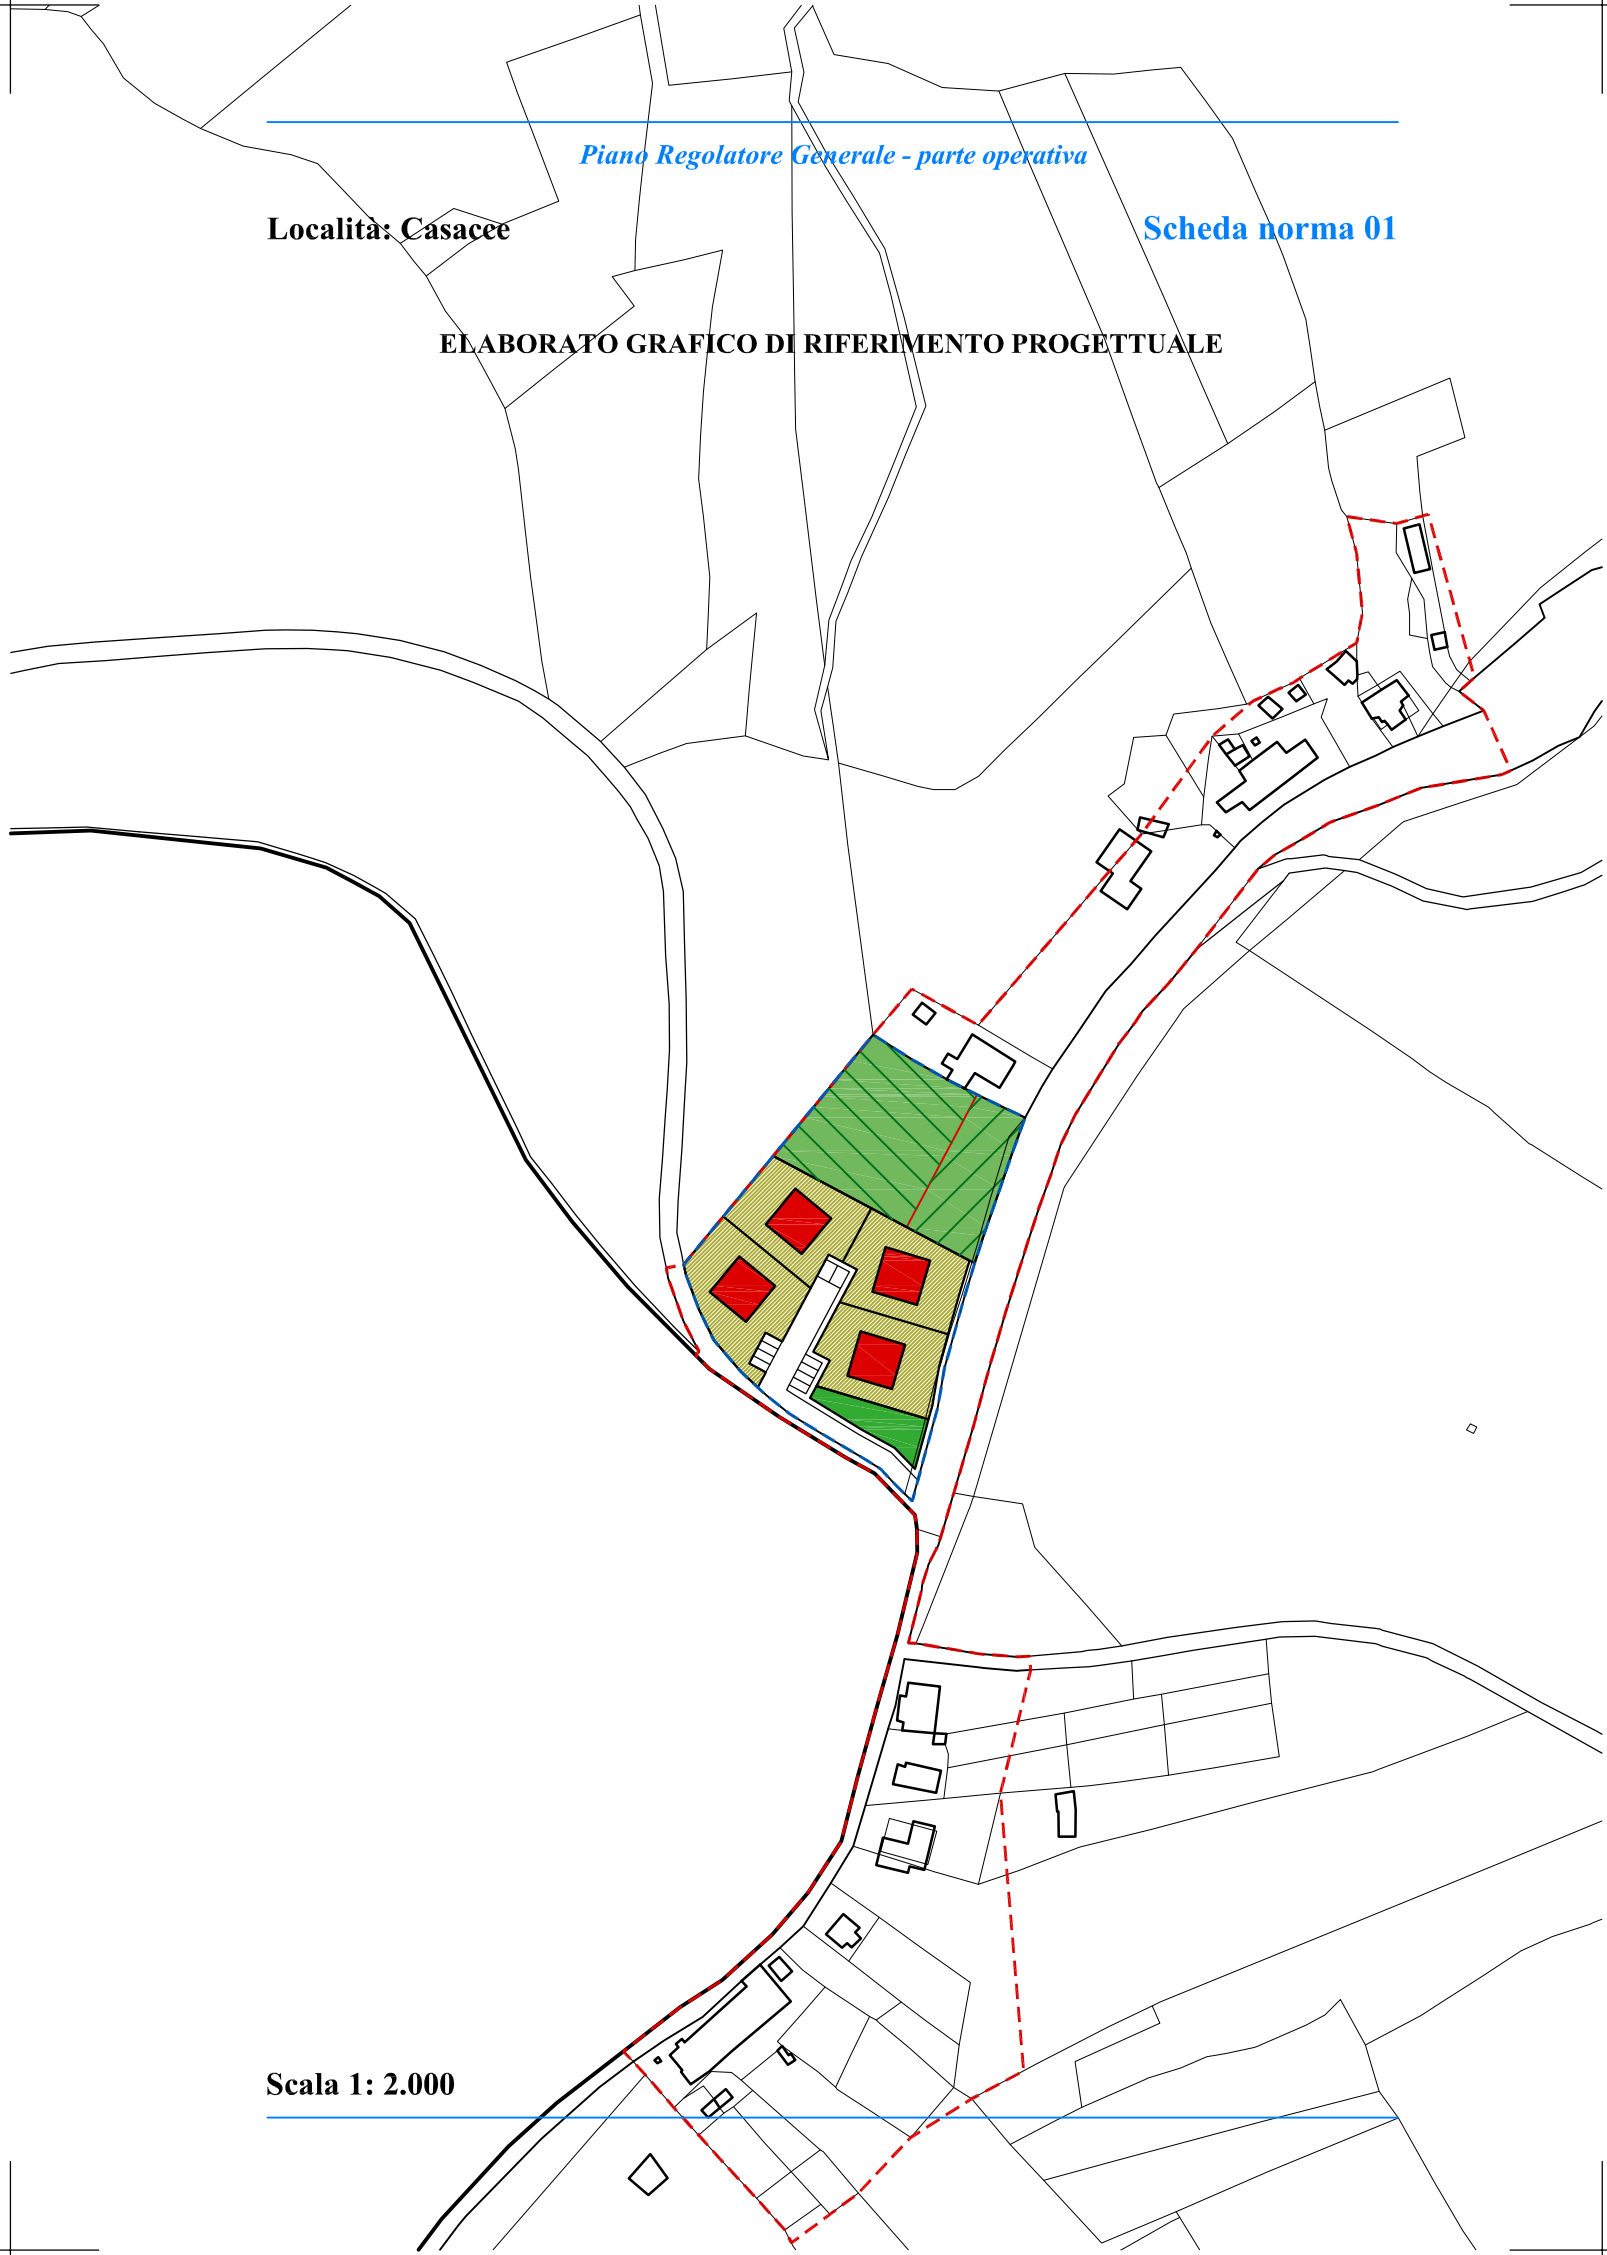 Piano Regolatore Generale - parte operativa
Località: Casacce
Scheda norma 01
ELABORATO GRAFICO DI RIFERIMENTO PROGETTUALE
Scala 1: 2.000